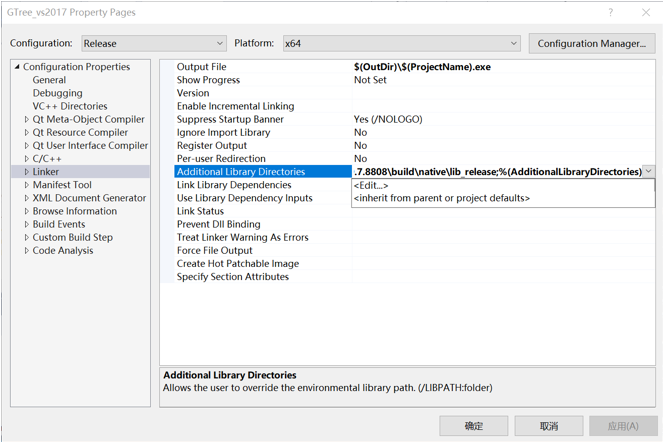 GTree_vs2017 Property Pages
Configuration: Release Platform: x64 Configuration Manager...
Configuration Properties
General
Debugging
VC++ Directories
Qt Meta-Object Compiler
Qt Resource Compiler
Qt User Interface Compiler
C/C++
Linker
Manifest Tool
XML Document Generator
Browse Information
Build Events
Custom Build Step
Code Analysis
Output File $(OutDir)\$(ProjectName).exe
Show Progress Not Set
Version
Enable Incremental Linking
Suppress Startup Banner Yes (/NOLOGO)
Ignore Import Library No
Register Output No
Per-user Redirection No
Additional Library Directories .7.8808\build\native\lib_release;%(AdditionalLibraryDirectories)
Link Library Dependencies <Edit...>
Use Library Dependency Inputs <inherit from parent or project defaults>
Link Status
Prevent Dll Binding
Treat Linker Warning As Errors
Force File Output
Create Hot Patchable Image
Specify Section Attributes
Additional Library Directories
Allows the user to override the environmental library path. (/LIBPATH:folder)
确定 取消 应用(A)